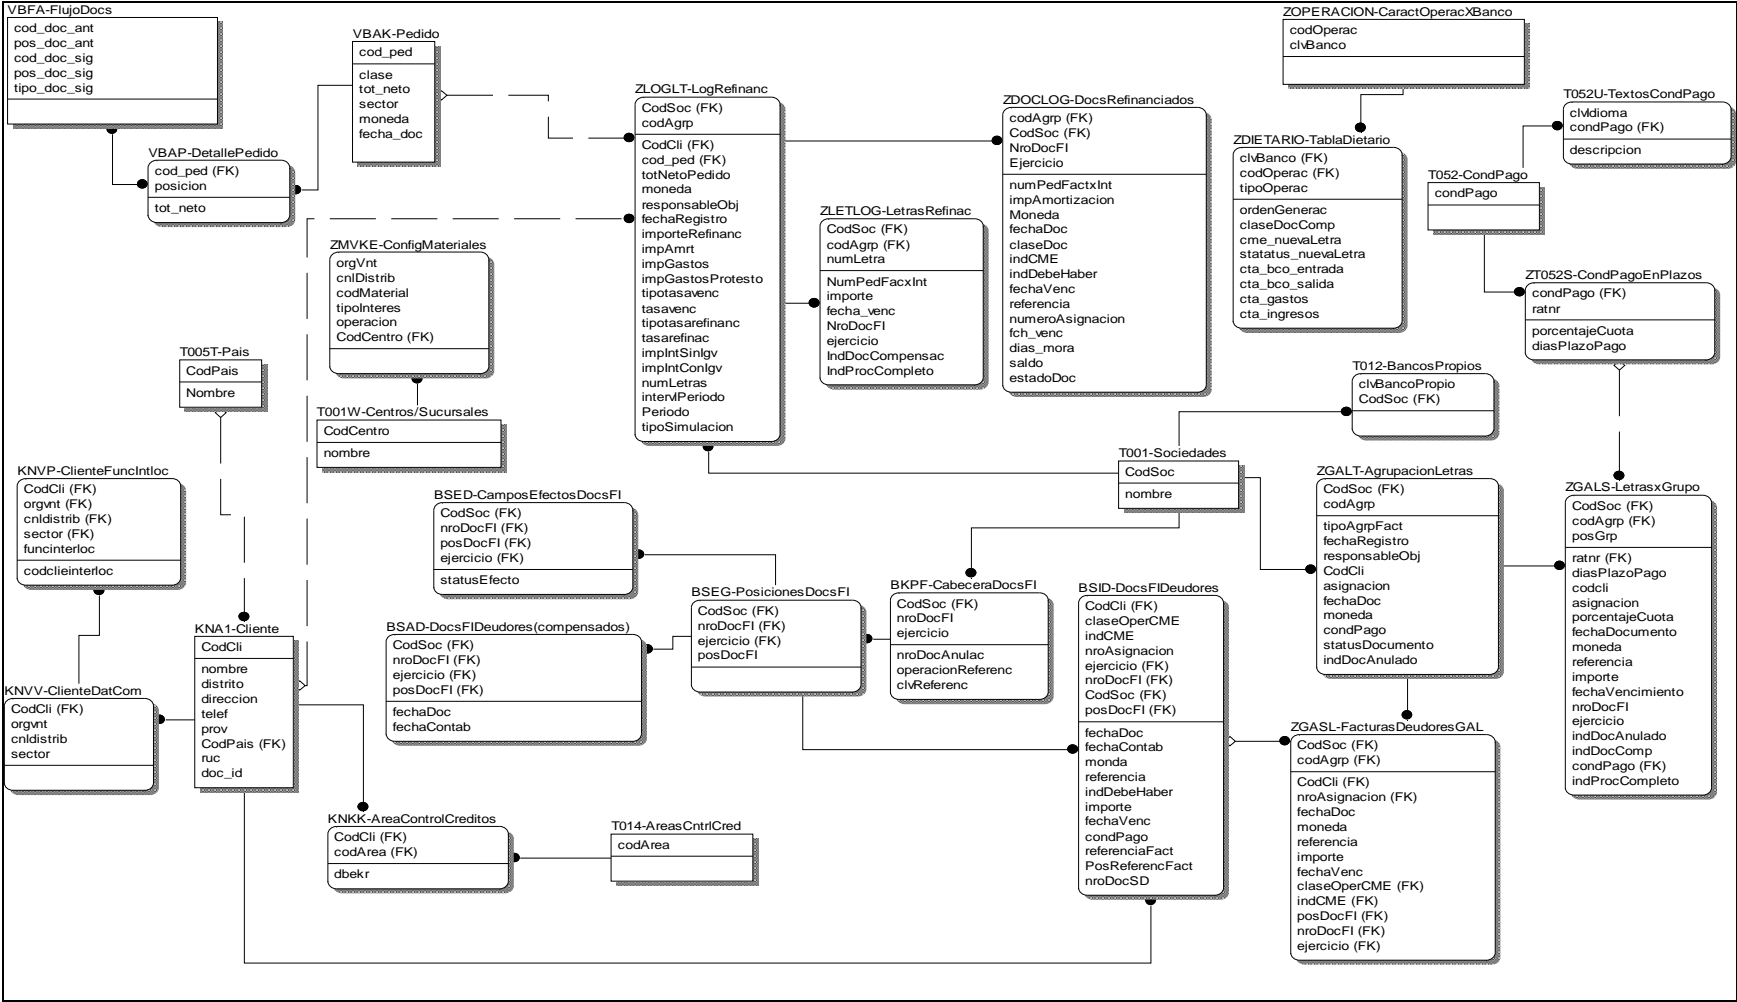 VBFA-FlujoDocs
cod_doc_ant
pos_doc_ant
cod_doc_sig
pos_doc_sig
tipo_doc_sig
VBAK-Pedido
cod_ped
clase
tot_neto
sector
moneda
fecha_doc
VBAP-DetallePedido
cod_ped (FK)
posicion
tot_neto
ZLOGLT-LogRefinanc
CodSoc (FK)
codAgrp
CodCli (FK)
cod_ped (FK)
totNetoPedido
moneda
responsableObj
fechaRegistro
importeRefinanc
impAmrt
impGastos
impGastosProtesto
tipotasavenc
tasavenc
tipotasarefinanc
tasarefinac
impIntSinIgv
impIntConIgv
numLetras
intervlPeriodo
Periodo
tipoSimulacion
ZDOCLOG-DocsRefinanciados
codAgrp (FK)
CodSoc (FK)
NroDocFI
Ejercicio
numPedFactxInt
impAmortizacion
Moneda
fechaDoc
claseDoc
indCME
indDebeHaber
fechaVenc
referencia
numeroAsignacion
fch_venc
dias_mora
saldo
estadoDoc
ZLETLOG-LetrasRefinac
CodSoc (FK)
codAgrp (FK)
numLetra
NumPedFacxInt
importe
fecha_venc
NroDocFI
ejercicio
IndDocCompensac
IndProcCompleto
ZOPERACION-CaractOperacXBanco
codOperac
clvBanco
ZDIETARIO-TablaDietario
clvBanco (FK)
codOperac (FK)
tipoOperac
ordenGenerac
claseDocComp
cme_nuevaLetra
statatus_nuevaLetra
cta_bco_entrada
cta_bco_salida
cta_gastos
cta_ingresos
T052U-TextosCondPago
clvIdioma
condPago (FK)
descripcion
T052-CondPago
condPago
ZT052S-CondPagoEnPlazos
condPago (FK)
ratnr
porcentajeCuota
diasPlazoPago
ZMVKE-ConfigMateriales
orgVnt
cnlDistrib
codMaterial
tipoInteres
operacion
CodCentro (FK)
T001W-Centros/Sucursales
CodCentro
nombre
T005T-Pais
CodPais
Nombre
T012-BancosPropios
clvBancoPropio
CodSoc (FK)
T001-Sociedades
CodSoc
nombre
KNVP-ClienteFuncIntloc
CodCli (FK)
orgvnt (FK)
cnldistrib (FK)
sector (FK)
funcinterloc
codclieinterloc
BSED-CamposEfectosDocsFI
CodSoc (FK)
nroDocFI (FK)
posDocFI (FK)
ejercicio (FK)
statusEfecto
ZGALT-AgrupacionLetras
CodSoc (FK)
codAgrp
tipoAgrpFact
fechaRegistro
responsableObj
CodCli
asignacion
fechaDoc
moneda
condPago
statusDocumento
indDocAnulado
ZGALS-LetrasxGrupo
CodSoc (FK)
codAgrp (FK)
posGrp
ratnr (FK)
diasPlazoPago
codcli
asignacion
porcentajeCuota
fechaDocumento
moneda
referencia
importe
fechaVencimiento
nroDocFI
ejercicio
indDocAnulado
indDocComp
condPago (FK)
indProcCompleto
BSEG-PosicionesDocsFI
CodSoc (FK)
nroDocFI (FK)
ejercicio (FK)
posDocFI
BKPF-CabeceraDocsFI
CodSoc (FK)
nroDocFI
ejercicio
nroDocAnulac
operacionReferenc
clvReferenc
BSID-DocsFIDeudores
CodCli (FK)
claseOperCME
indCME
nroAsignacion
ejercicio (FK)
nroDocFI (FK)
CodSoc (FK)
posDocFI (FK)
fechaDoc
fechaContab
monda
referencia
indDebeHaber
importe
fechaVenc
condPago
referenciaFact
PosReferencFact
nroDocSD
BSAD-DocsFIDeudores(compensados)
CodSoc (FK)
nroDocFI (FK)
ejercicio (FK)
posDocFI (FK)
fechaDoc
fechaContab
KNA1-Cliente
CodCli
nombre
distrito
direccion
telef
prov
CodPais (FK)
ruc
doc_id
KNVV-ClienteDatCom
CodCli (FK)
orgvnt
cnldistrib
sector
ZGASL-FacturasDeudoresGAL
CodSoc (FK)
codAgrp (FK)
CodCli (FK)
nroAsignacion (FK)
fechaDoc
moneda
referencia
importe
fechaVenc
claseOperCME (FK)
indCME (FK)
posDocFI (FK)
nroDocFI (FK)
ejercicio (FK)
KNKK-AreaControlCreditos
CodCli (FK)
codArea (FK)
dbekr
T014-AreasCntrlCred
codArea